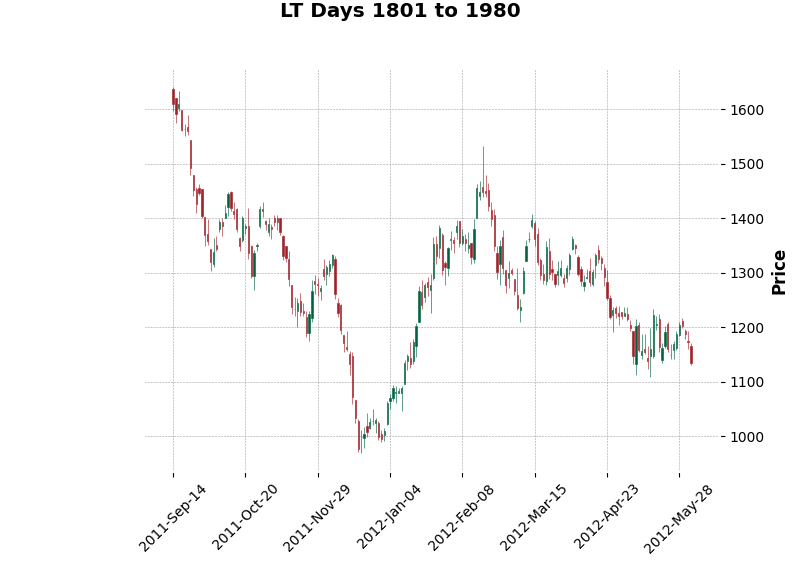 LT Days 1801 to 1980
1600
1500
1400
1300
1200
1100
1000
Price
2011-Sep-14
2011-Oct-20
2011-Nov-29
2012-Jan-04
2012-Feb-08
2012-Mar-15
2012-Apr-23
2012-May-28